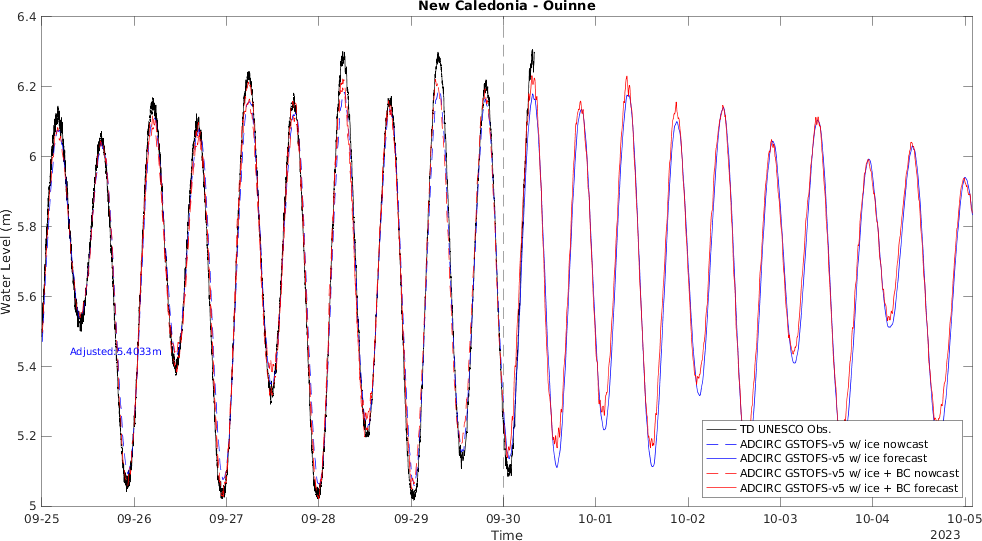 New Caledonia - Ouinne
6.4
6.2
6
5.8
5.6
5.4
5.2
5
Water Level (m)
Adjusted:5.4033m
TD UNESCO Obs.
ADCIRC GSTOFS-v5 w/ ice nowcast
ADCIRC GSTOFS-v5 w/ ice forecast
ADCIRC GSTOFS-v5 w/ ice + BC nowcast
ADCIRC GSTOFS-v5 w/ ice + BC forecast
09-25 09-26 09-27 09-28 09-29 09-30 10-01 10-02 10-03 10-04 10-05
Time
2023